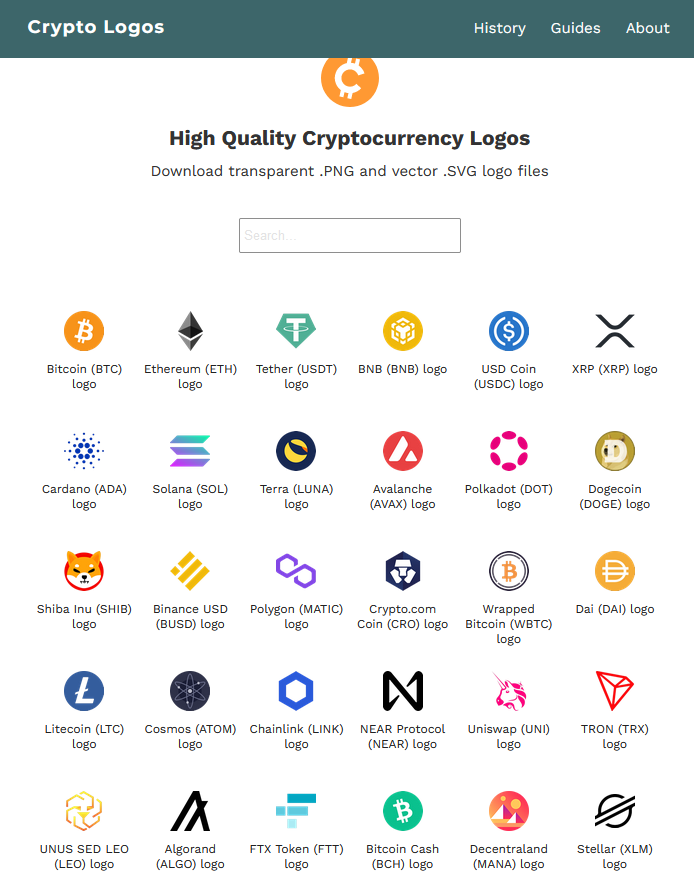 Crypto Logos
History Guides About
High Quality Cryptocurrency Logos
Download transparent .PNG and vector .SVG logo files
Search...
Bitcoin (BTC)
logo
Ethereum (ETH)
logo
Tether (USDT)
logo
BNB (BNB) logo
USD Coin
(USDC) logo
XRP (XRP) logo
Cardano (ADA)
logo
Solana (SOL)
logo
Terra (LUNA)
logo
Avalanche
(AVAX) logo
Polkadot (DOT)
logo
Dogecoin
(DOGE) logo
Shiba Inu (SHIB)
logo
Binance USD
(BUSD) logo
Polygon (MATIC)
logo
Crypto.com
Coin (CRO) logo
Wrapped
Bitcoin (WBTC)
logo
Dai (DAI) logo
Litecoin (LTC)
logo
Cosmos (ATOM)
logo
Chainlink (LINK)
logo
NEAR Protocol
(NEAR) logo
Uniswap (UNI)
logo
TRON (TRX)
logo
UNUS SED LEO
(LEO) logo
Algorand
(ALGO) logo
FTX Token (FTT)
logo
Bitcoin Cash
(BCH) logo
Decentraland
(MANA) logo
Stellar (XLM)
logo